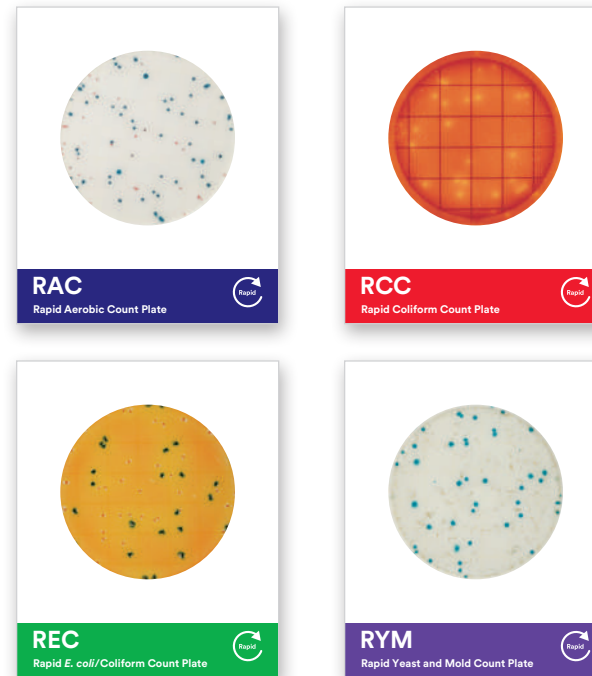 RAC
Rapid Aerobic Count Plate
Rapid
RCC
Rapid Coliform Count Plate
Rapid
REC
Rapid E. coli/Coliform Count Plate
Rapid
RYM
Rapid Yeast and Mold Count Plate
Rapid